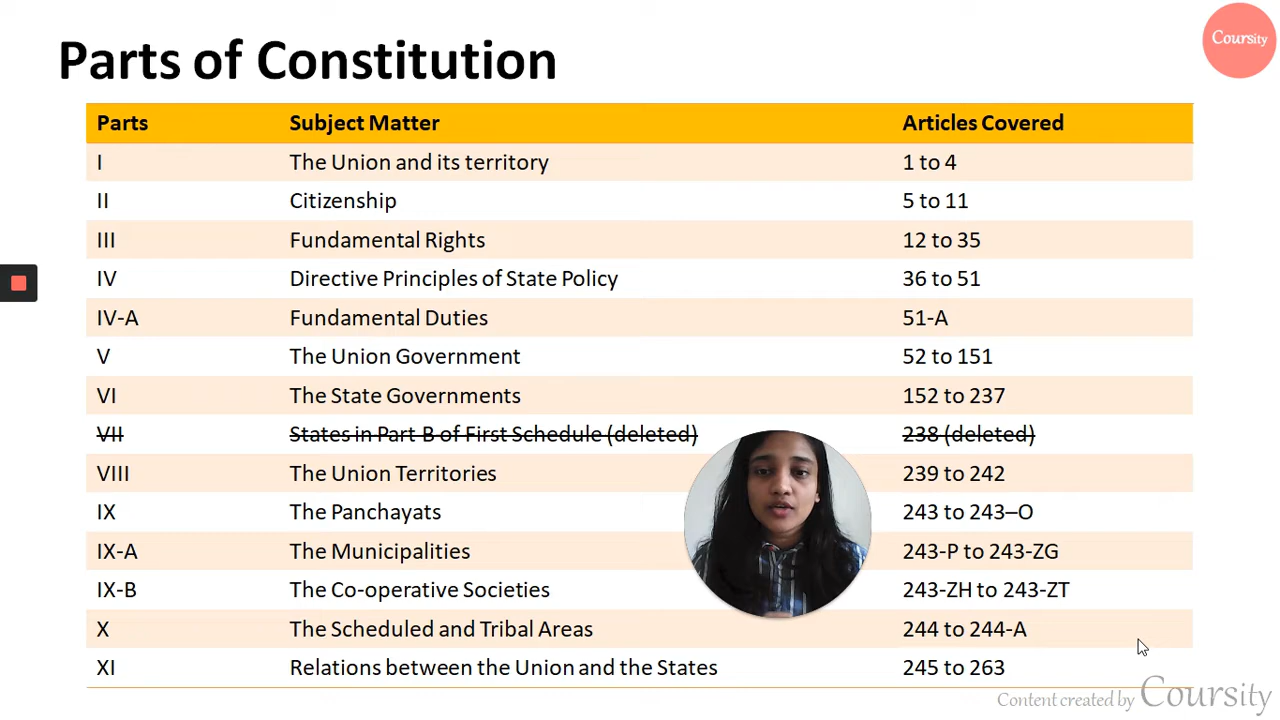 Parts of Constitution
Coursity
Parts Subject Matter Articles Covered
I The Union and its territory 1 to 4
II Citizenship 5 to 11
III Fundamental Rights 12 to 35
IV Directive Principles of State Policy 36 to 51
IV-A Fundamental Duties 51-A
V The Union Government 52 to 151
VI The State Governments 152 to 237
VII States in Part B of First Schedule (deleted) 238 (deleted)
VIII The Union Territories 239 to 242
IX The Panchayats 243 to 243–O
IX-A The Municipalities 243-P to 243-ZG
IX-B The Co-operative Societies 243-ZH to 243-ZT
X The Scheduled and Tribal Areas 244 to 244-A
XI Relations between the Union and the States 245 to 263
Content created by Coursity